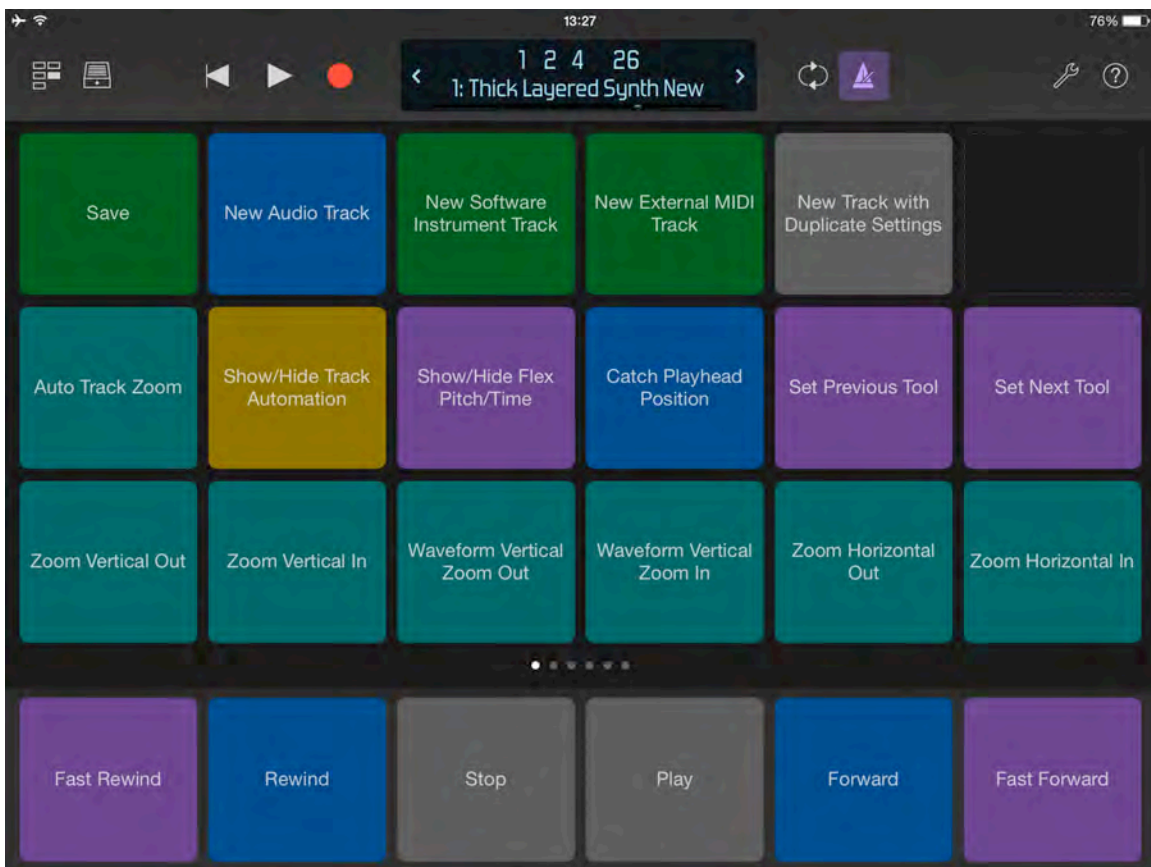 13:27
76%
1 2 4 26
1: Thick Layered Synth New
Save
New Audio Track
New Software
Instrument Track
New External MIDI
Track
New Track with
Duplicate Settings
Auto Track Zoom
Show/Hide Track
Automation
Show/Hide Flex
Pitch/Time
Catch Playhead
Position
Set Previous Tool
Set Next Tool
Zoom Vertical Out
Zoom Vertical In
Waveform Vertical
Zoom Out
Waveform Vertical
Zoom In
Zoom Horizontal
Out
Zoom Horizontal In
Fast Rewind
Rewind
Stop
Play
Forward
Fast Forward